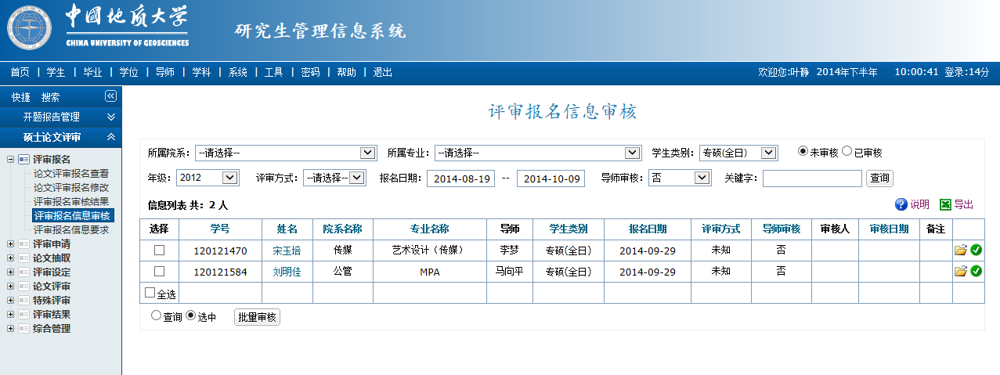 中國地质大学
CHINA UNIVERSITY OF GEOSCIENCES
研究生管理信息系统
首页 | 学生 | 毕业 | 学位 | 导师 | 学科 | 系统 | 工具 | 密码 | 帮助 | 退出
欢迎您:叶静 2014年下半年 10:00:41 登录:14分
快捷 搜索
开题报告管理
硕士论文评审
评审报名
论文评审报名查看
论文评审报名修改
评审报名审核结果
评审报名信息审核
评审报名信息要求
评审申请
论文抽取
评审设定
论文评审
特殊评审
评审结果
综合管理
评审报名信息审核
所属院系: --请选择-- 所属专业: --请选择-- 学生类别: 专硕(全日) 未审核 已审核
年级: 2012 评审方式: --请选择-- 报名日期: 2014-08-19 -- 2014-10-09 导师审核: 否 关键字: 查询
信息列表 共: 2 人 说明 导出
选择 学号 姓名 院系名称 专业名称 导师 学生类别 报名日期 评审方式 导师审核 审核人 审核日期 备注
120121470 宋玉培 传媒 艺术设计（传媒） 李梦 专硕(全日) 2014-09-29 未知 否
120121584 刘明佳 公管 MPA 马向平 专硕(全日) 2014-09-29 未知 否
全选
查询 选中 批量审核